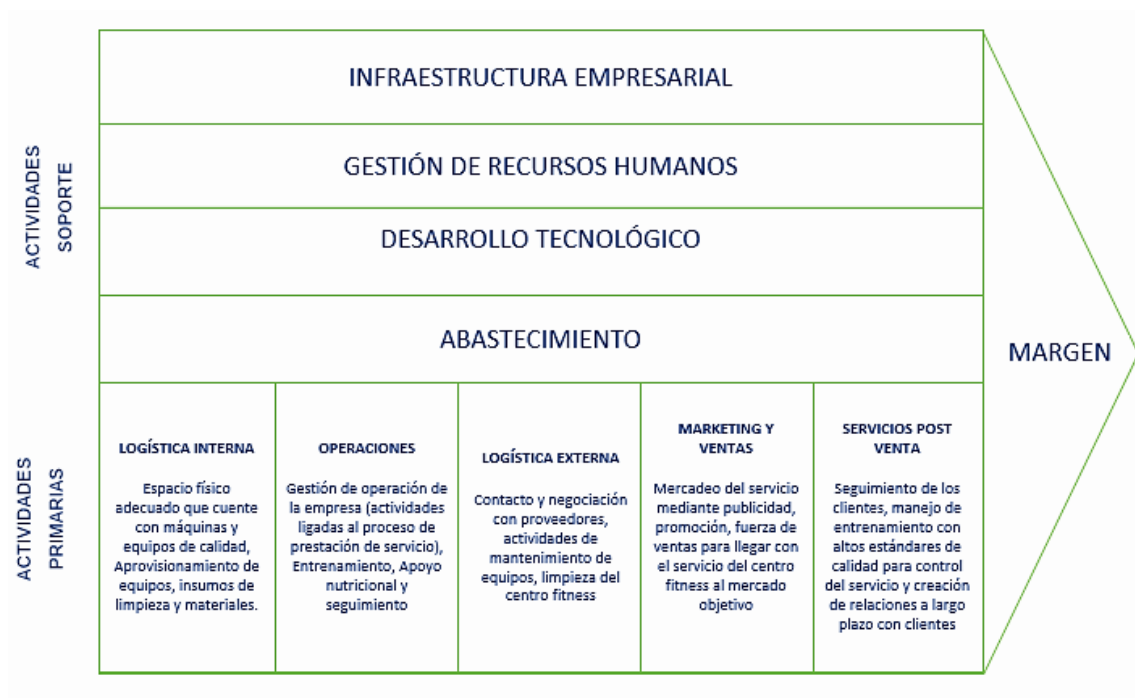 ACTIVIDADES
SOPORTE
INFRAESTRUCTURA EMPRESARIAL
GESTIÓN DE RECURSOS HUMANOS
DESARROLLO TECNOLÓGICO
ABASTECIMIENTO
MARGEN
ACTIVIDADES
PRIMARIAS
LOGÍSTICA INTERNA
Espacio físico
adecuado que cuente
con máquinas y
equipos de calidad,
Aprovisionamiento de
equipos, insumos de
limpieza y materiales.
OPERACIONES
Gestión de operación de
la empresa (actividades
ligadas al proceso de
prestación de servicio),
Entrenamiento, Apoyo
nutricional y
seguimiento
LOGÍSTICA EXTERNA
Contacto y negociación
con proveedores,
actividades de
mantenimiento de
equipos, limpieza del
centro fitness
MARKETING Y
VENTAS
Mercadeo del servicio
mediante publicidad,
promoción, fuerza de
ventas para llegar con
el servicio del centro
fitness al mercado
objetivo
SERVICIOS POST
VENTA
Seguimiento de los
clientes, manejo de
entrenamiento con
altos estándares de
calidad para control
del servicio y creación
de relaciones a largo
plazo con clientes